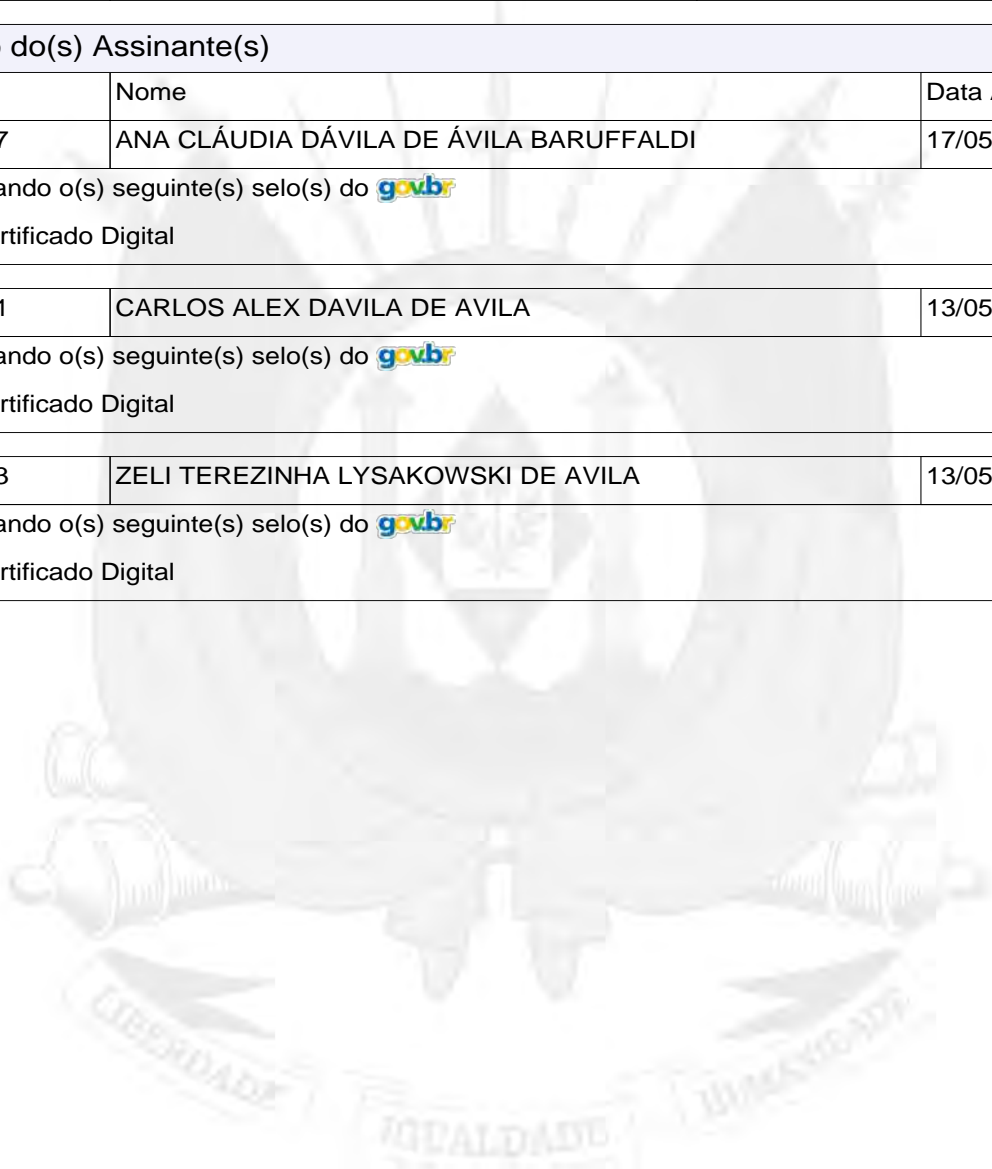 do(s) Assinante(s)
Nome Data
7 ANA CLÁUDIA DÁVILA DE ÁVILA BARUFFALDI 17/05
ando o(s) seguinte(s) selo(s) do gov.br
rtificado Digital
1 CARLOS ALEX DAVILA DE AVILA 13/05
ando o(s) seguinte(s) selo(s) do gov.br
rtificado Digital
3 ZELI TEREZINHA LYSAKOWSKI DE AVILA 13/05
ando o(s) seguinte(s) selo(s) do gov.br
rtificado Digital
LIBERDADE IGUALDADE HUMANIDADE